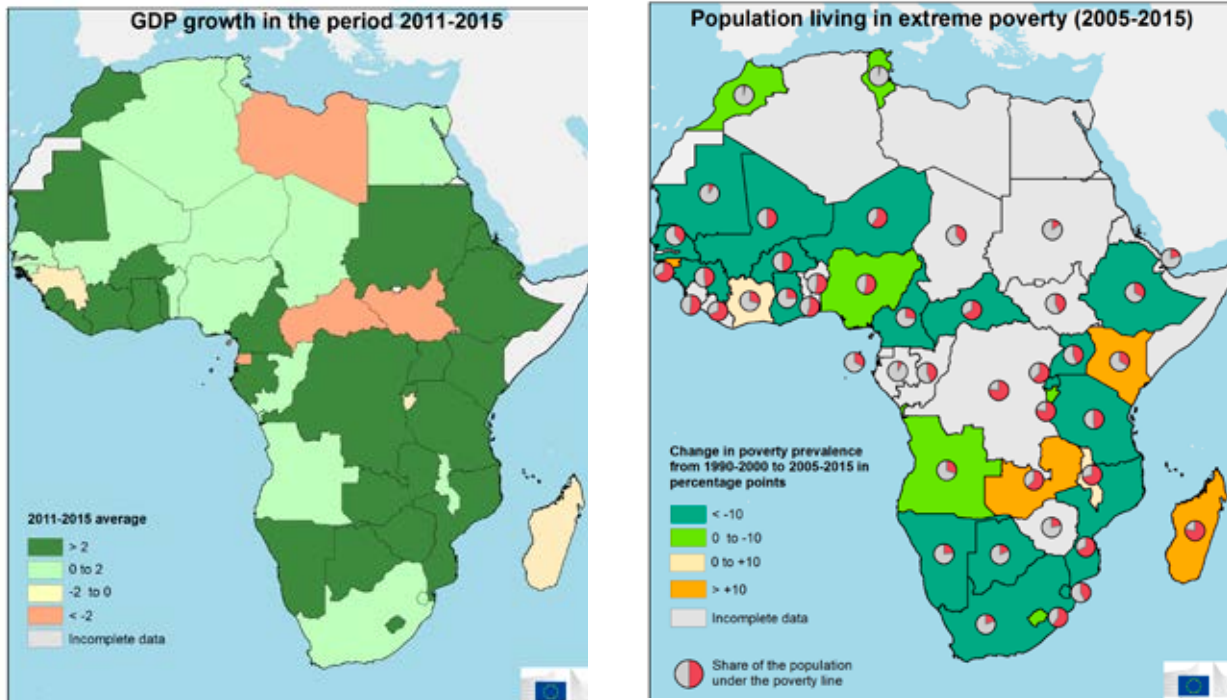 GDP growth in the period 2011-2015
2011-2015 average
> 2
0 to 2
-2 to 0
< -2
Incomplete data
Population living in extreme poverty (2005-2015)
Change in poverty prevalence
from 1990-2000 to 2005-2015 in
percentage points
< -10
0 to -10
0 to +10
> +10
Incomplete data
Share of the population
under the poverty line